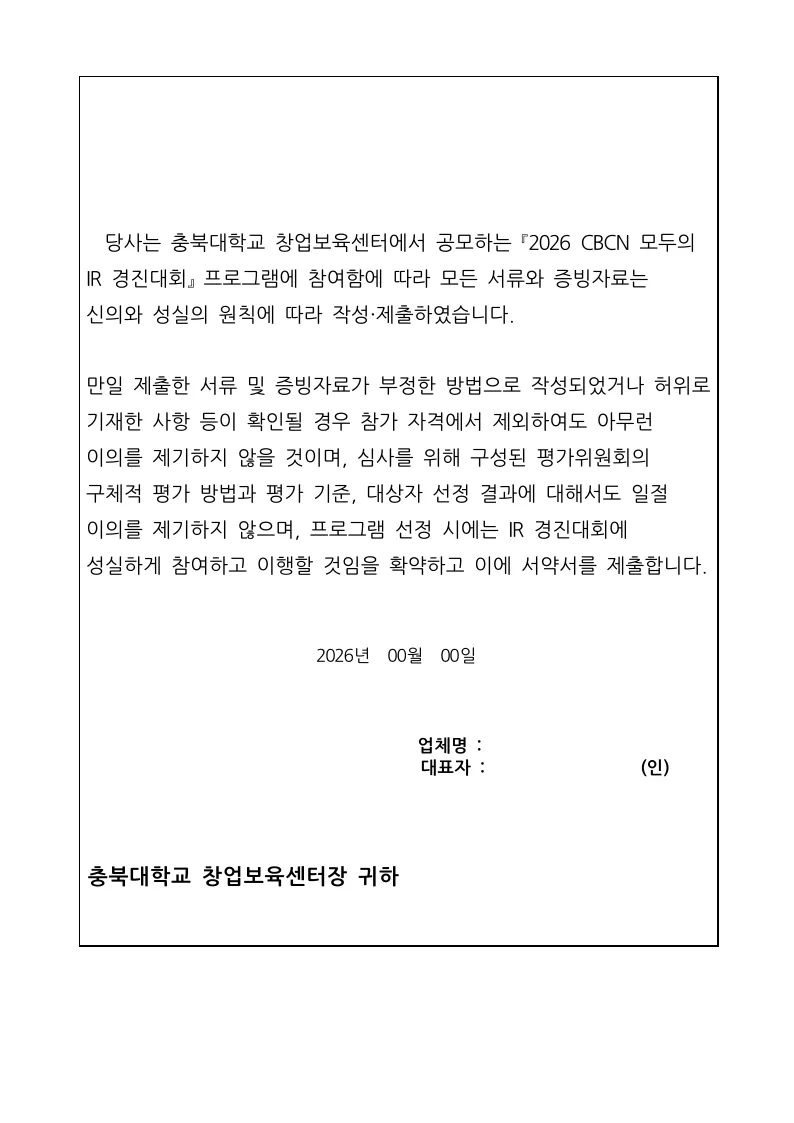 당사는 충북대학교 창업보육센터에서 공모하는『2026 CBCN 모두의
IR 경진대회』프로그램에 참여함에 따라 모든 서류와 증빙자료는
신의와 성실의 원칙에 따라 작성·제출하였습니다.
만일 제출한 서류 및 증빙자료가 부정한 방법으로 작성되었거나 허위로
기재한 사항 등이 확인될 경우 참가 자격에서 제외하여도 아무런
이의를 제기하지 않을 것이며, 심사를 위해 구성된 평가위원회의
구체적 평가 방법과 평가 기준, 대상자 선정 결과에 대해서도 일절
이의를 제기하지 않으며, 프로그램 선정 시에는 IR 경진대회에
성실하게 참여하고 이행할 것임을 확약하고 이에 서약서를 제출합니다.
2026년 00월 00일
업체명 :
대표자 : (인)
충북대학교 창업보육센터장 귀하